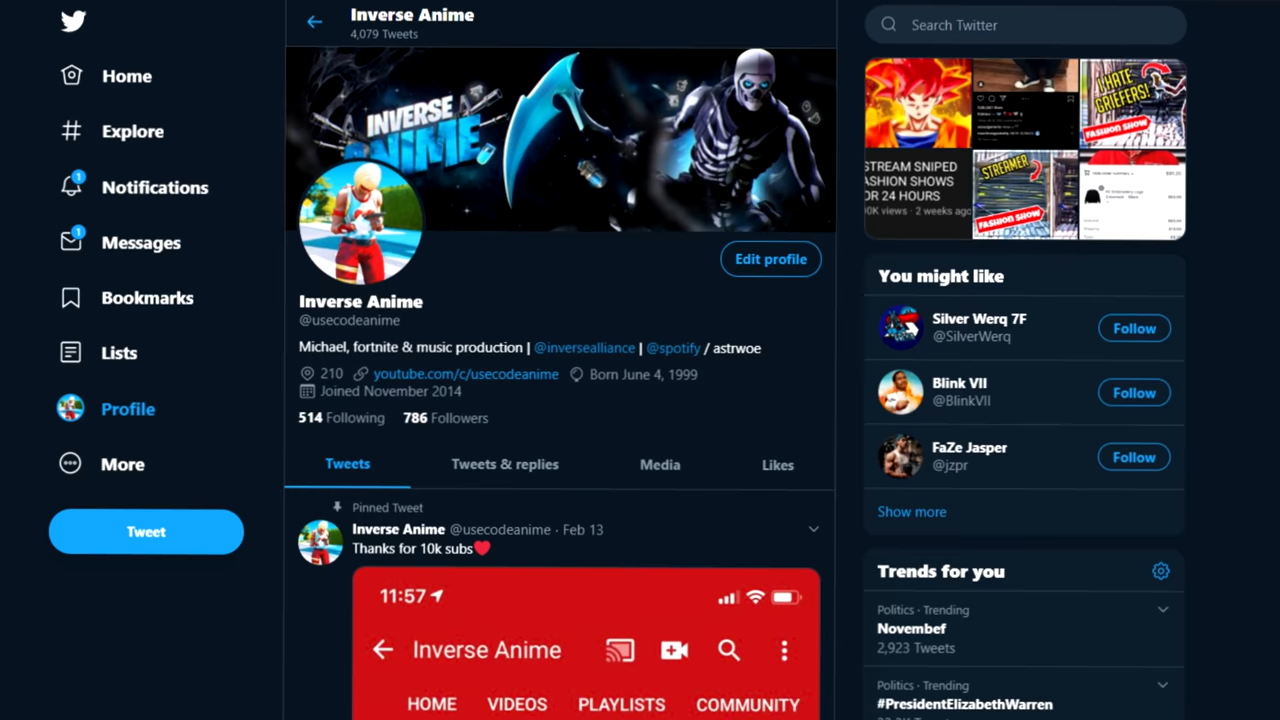 Home
Explore
1
Notifications
1
Messages
Bookmarks
Lists
Profile
More
Tweet
Inverse Anime
4,079 Tweets
INVERSE
ANIME
Edit profile
Inverse Anime
@usecodeanime
Michael, fortnite & music production | @inversealliance | @spotify / astrwoe
210 youtube.com/c/usecodeanime Born June 4, 1999
Joined November 2014
514 Following 786 Followers
Tweets Tweets & replies Media Likes
Pinned Tweet
Inverse Anime @usecodeanime · Feb 13
Thanks for 10k subs❤️
11:57
Inverse Anime
HOME VIDEOS PLAYLISTS COMMUNITY
Search Twitter
I HATE
GRIEFERS!
FASHION SHOW
STREAM SNIPED
ASHION SHOWS
OR 24 HOURS
0K views · 2 weeks ago
STREAMER
FASHION SHOW
You might like
Silver Werq 7F
@SilverWerq
Follow
Blink VII
@BlinkVII
Follow
FaZe Jasper
@jzpr
Follow
Show more
Trends for you
Politics · Trending
Novembef
2,923 Tweets
Politics · Trending
#PresidentElizabethWarren